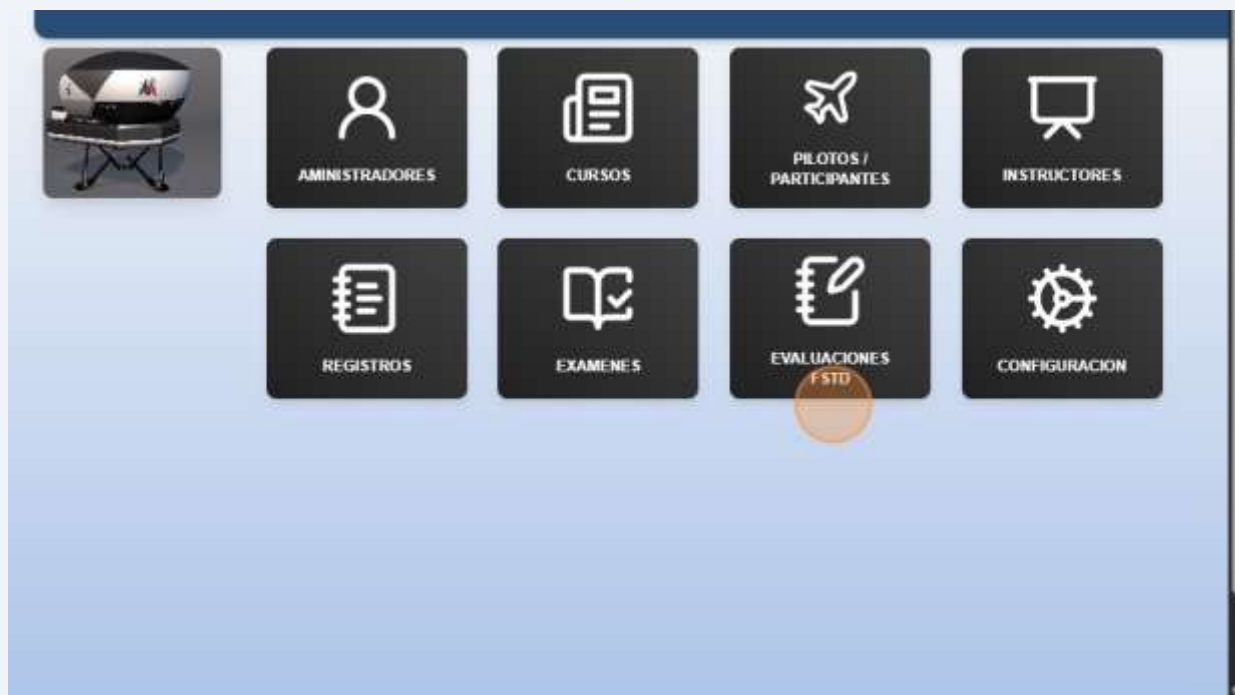 AMINISTRADORES
CURSOS
PILOTOS /
PARTICIPANTES
INSTRUCTORES
REGISTROS
EXAMENES
EVALUACIONES
FSTD
CONFIGURACION